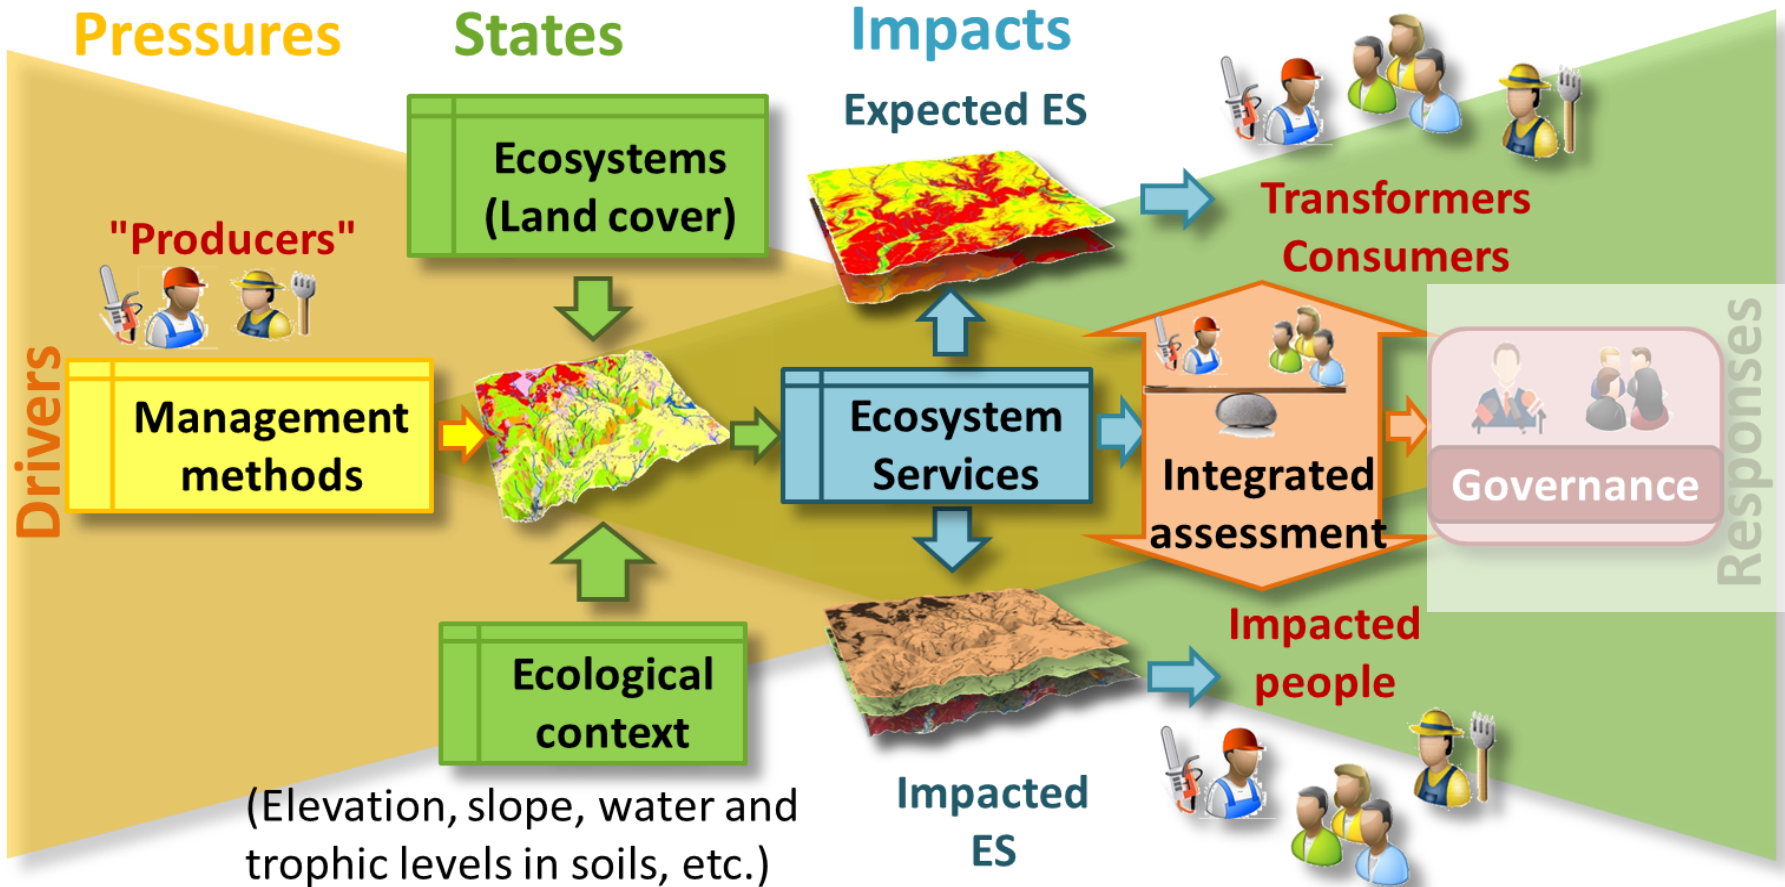 Pressures
States
Impacts
Expected ES
Ecosystems
(Land cover)
"Producers"
Transformers
Consumers
Drivers
Management
methods
Ecosystem
Services
Integrated
assessment
Governance
Responses
Ecological
context
Impacted
people
(Elevation, slope, water and
trophic levels in soils, etc.)
Impacted
ES